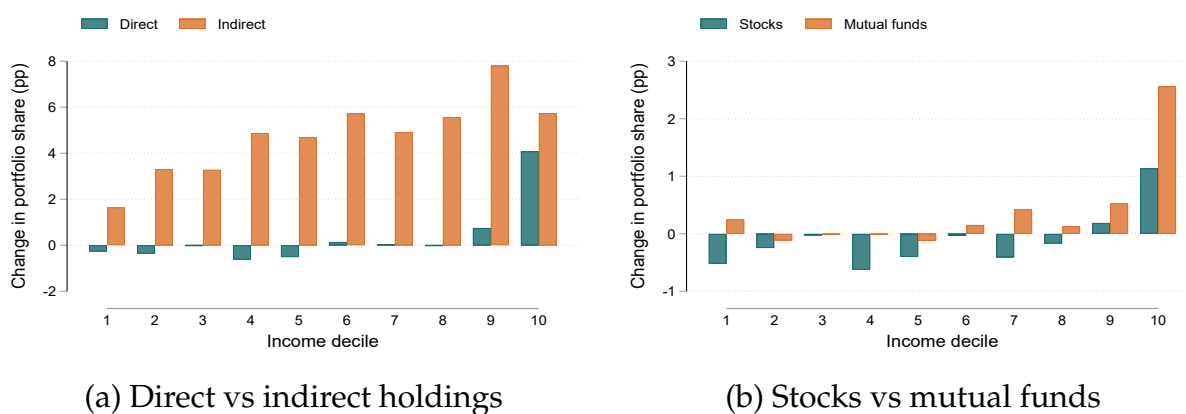 Direct Indirect
Change in portfolio share (pp)
8
6
4
2
0
-2
1 2 3 4 5 6 7 8 9 10
Income decile
(a) Direct vs indirect holdings
Stocks Mutual funds
Change in portfolio share (pp)
3
2
1
0
-1
1 2 3 4 5 6 7 8 9 10
Income decile
(b) Stocks vs mutual funds